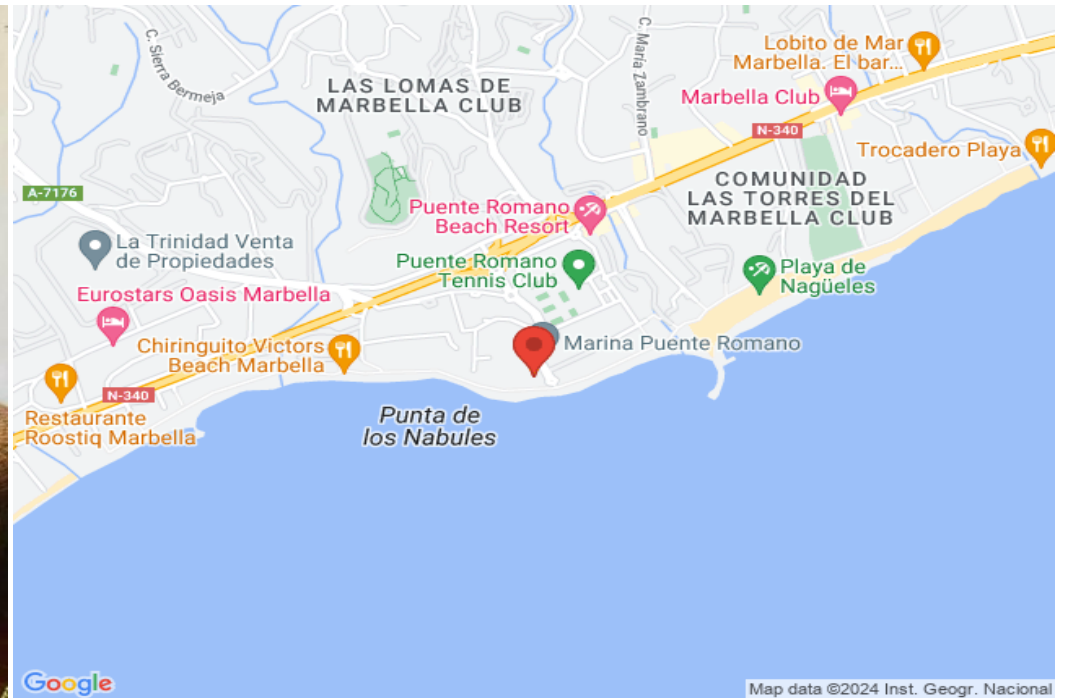 C. Sierra Bermeja
LAS LOMAS DE
MARBELLA CLUB
C. María Zambrano
Lobito de Mar
Marbella. El bar...
Marbella Club
N-340
Trocadero Playa
A-7176
COMUNIDAD
LAS TORRES DEL
MARBELLA CLUB
Puente Romano
Beach Resort
La Trinidad Venta
de Propiedades
Puente Romano
Tennis Club
Playa de
Nagüeles
Eurostars Oasis Marbella
Chiringuito Victors
Beach Marbella
Marina Puente Romano
N-340
Restaurante
Roostiq Marbella
Punta de
los Nabules
Google
Map data ©2024 Inst. Geogr. Nacional